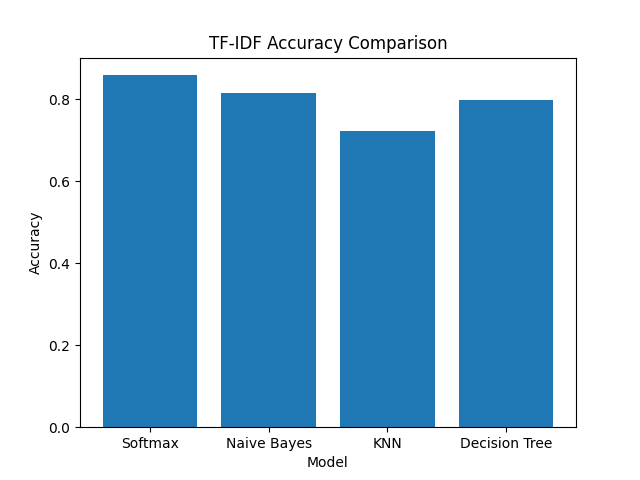 TF-IDF Accuracy Comparison
Accuracy
0.8
0.6
0.4
0.2
0.0
Softmax Naive Bayes KNN Decision Tree
Model